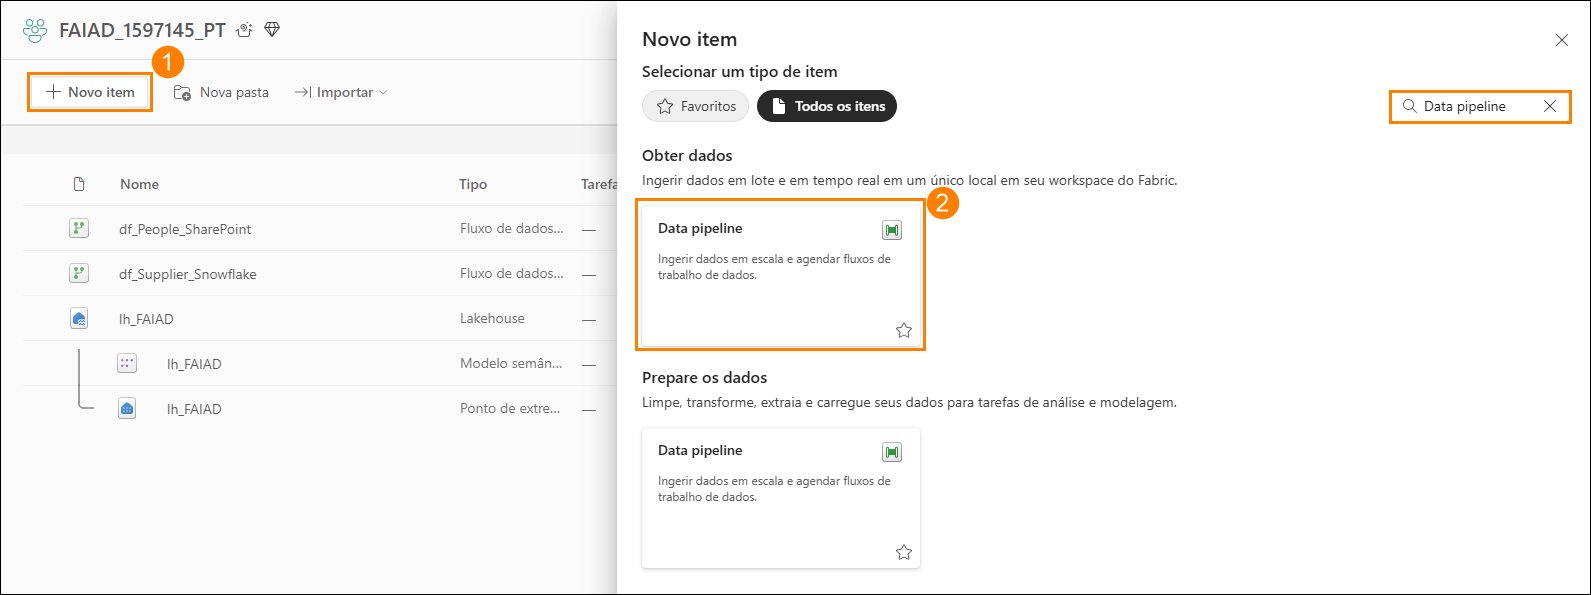 FAIAD_1597145_PT
1
Novo item
Nova pasta
Importar
Nome
Tipo
Tarefa
df_People_SharePoint
Fluxo de dados...
—
df_Supplier_Snowflake
Fluxo de dados...
—
lh_FAIAD
Lakehouse
—
lh_FAIAD
Modelo semân...
—
lh_FAIAD
Ponto de extre...
—
Novo item
Selecionar um tipo de item
Favoritos
Todos os itens
Data pipeline
Obter dados
Ingerir dados em lote e em tempo real em um único local em seu workspace do Fabric.
2
Data pipeline
Ingerir dados em escala e agendar fluxos de
trabalho de dados.
Prepare os dados
Limpe, transforme, extraia e carregue seus dados para tarefas de análise e modelagem.
Data pipeline
Ingerir dados em escala e agendar fluxos de
trabalho de dados.